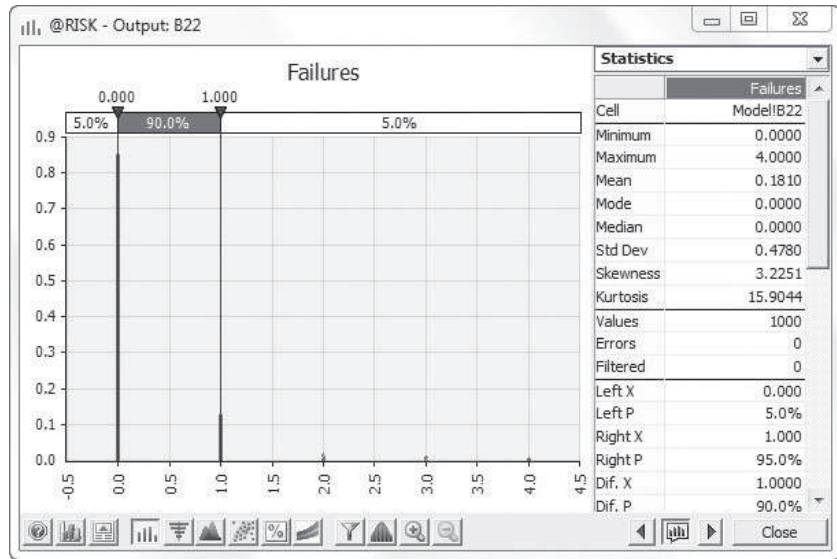 @RISK - Output: B22
Failures
0.000 1.000
5.0% 90.0% 5.0%
0.9
0.8
0.7
0.6
0.5
0.4
0.3
0.2
0.1
0.0
-0.5 0.0 0.5 1.0 1.5 2.0 2.5 3.0 3.5 4.0 4.5
Statistics
Failures
Cell Model!B22
Minimum 0.0000
Maximum 4.0000
Mean 0.1810
Mode 0.0000
Median 0.0000
Std Dev 0.4780
Skewness 3.2251
Kurtosis 15.9044
Values 1000
Errors 0
Filtered 0
Left X 0.000
Left P 5.0%
Right X 1.000
Right P 95.0%
Dif. X 1.0000
Dif. P 90.0%
Close